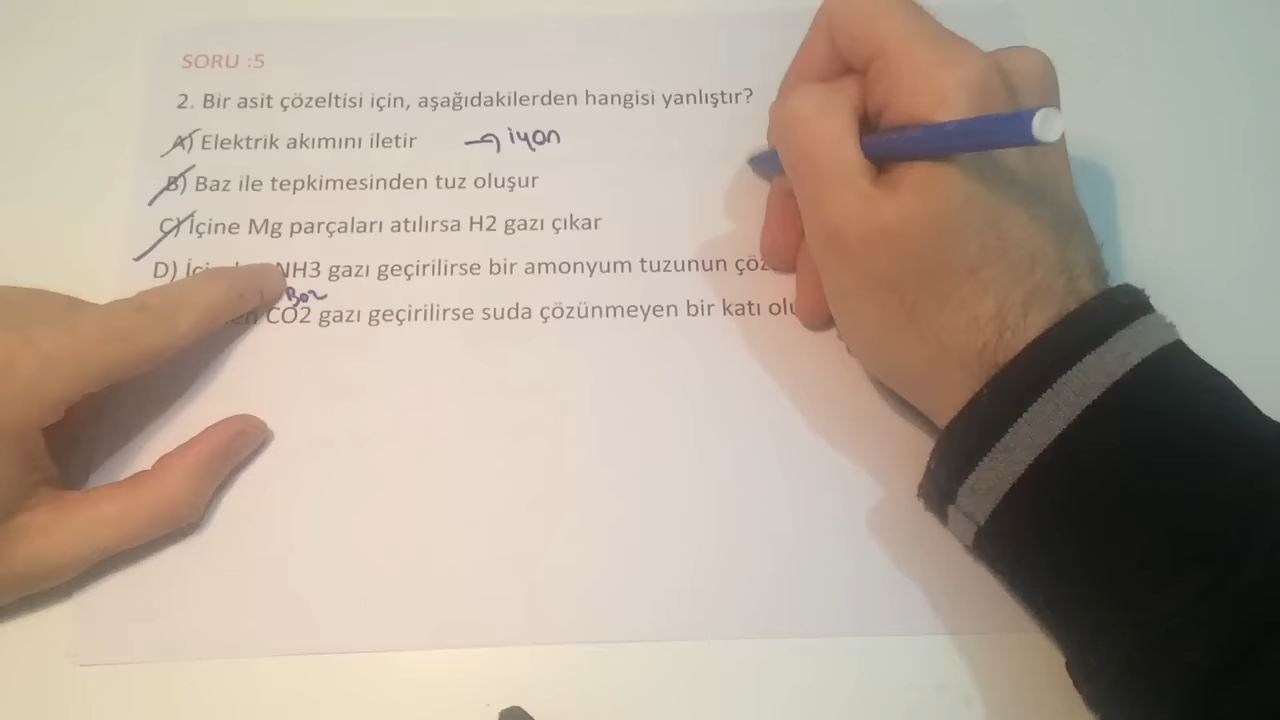 SORU :5
2. Bir asit çözeltisi için, aşağıdakilerden hangisi yanlıştır?
A) Elektrik akımını iletir → iyon
B) Baz ile tepkimesinden tuz oluşur
C) İçine Mg parçaları atılırsa H2 gazı çıkar
D) NH3 gazı geçirilirse bir amonyum tuzunun
Baz
CO2 gazı geçirilirse suda çözünmeyen bir katı